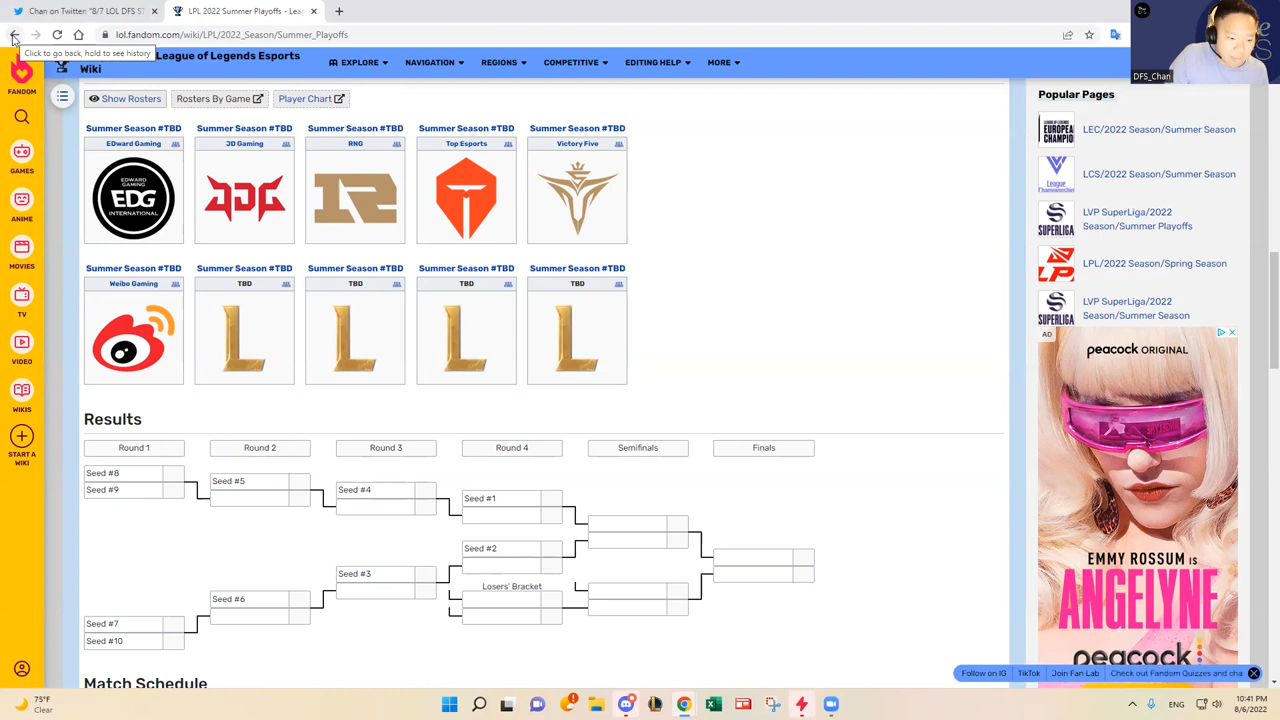 Chan on Twitter: "8/7 LOL DFS ST
LPL 2022 Summer Playoffs - Lea
lol.fandom.com/wiki/LPL/2022_Season/Summer_Playoffs
Click to go back, hold to see history
League of Legends Esports
Wiki
EXPLORE
NAVIGATION
REGIONS
COMPETITIVE
EDITING HELP
MORE
DFS_Chan
FANDOM
GAMES
ANIME
MOVIES
TV
VIDEO
WIKIS
START A
WIKI
Show Rosters
Rosters By Game
Player Chart
Summer Season #TBD
Summer Season #TBD
Summer Season #TBD
Summer Season #TBD
Summer Season #TBD
EDward Gaming
JD Gaming
RNG
Top Esports
Victory Five
EDWARD GAMING
EDG
INTERNATIONAL
JDG
Summer Season #TBD
Summer Season #TBD
Summer Season #TBD
Summer Season #TBD
Summer Season #TBD
Weibo Gaming
TBD
TBD
TBD
TBD
Results
Round 1
Round 2
Round 3
Round 4
Semifinals
Finals
Seed #8
Seed #9
Seed #5
Seed #4
Seed #1
Seed #2
Seed #3
Losers' Bracket
Seed #6
Seed #7
Seed #10
Match Schedule
Popular Pages
LEC/2022 Season/Summer Season
LCS/2022 Season/Summer Season
LVP SuperLiga/2022
Season/Summer Playoffs
LPL/2022 Season/Spring Season
LVP SuperLiga/2022
Season/Summer Season
AD
peacock ORIGINAL
EMMY ROSSUM IS
ANGELYNE
peacock
Follow on IG
TikTok
Join Fan Lab
Check out Fandom Quizzes and cha
75°F
Clear
ENG
10:41 PM
8/6/2022